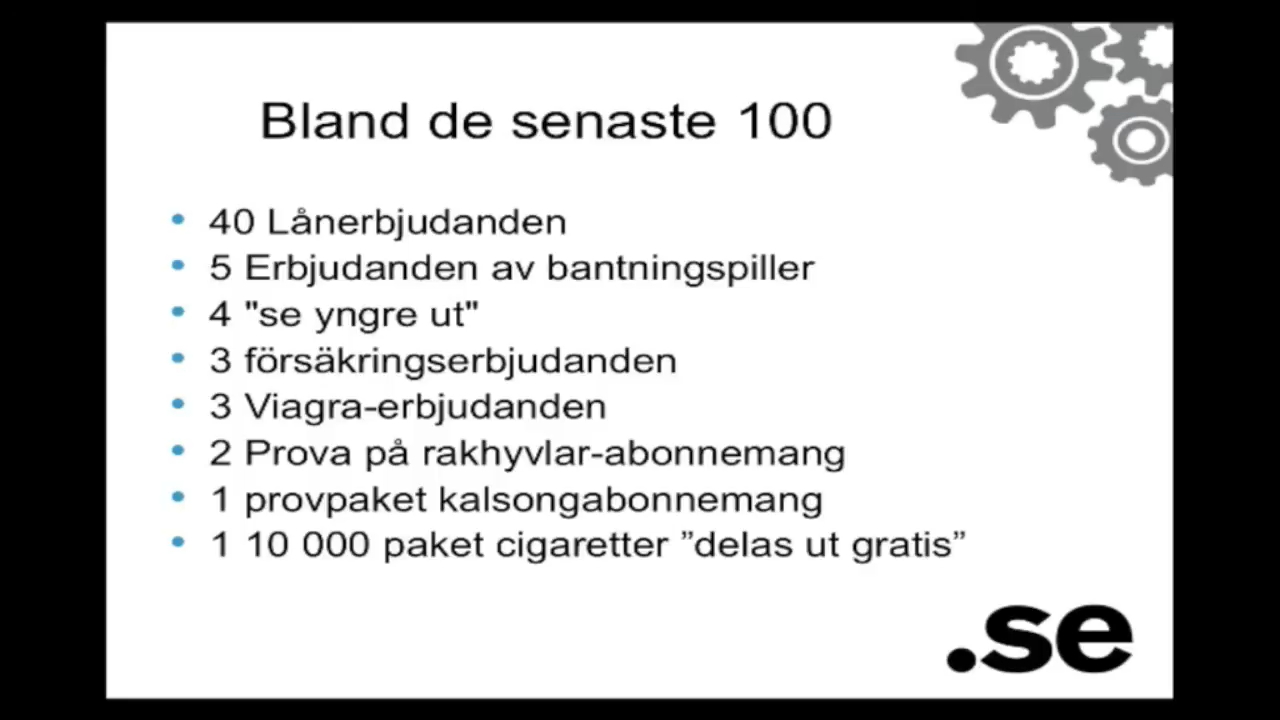 Bland de senaste 100
• 40 Lånerbjudanden
• 5 Erbjudanden av bantningspiller
• 4 "se yngre ut"
• 3 försäkringserbjudanden
• 3 Viagra-erbjudanden
• 2 Prova på rakhyvlar-abonnemang
• 1 provpaket kalsongabonnemang
• 1 10 000 paket cigaretter ”delas ut gratis”
.se